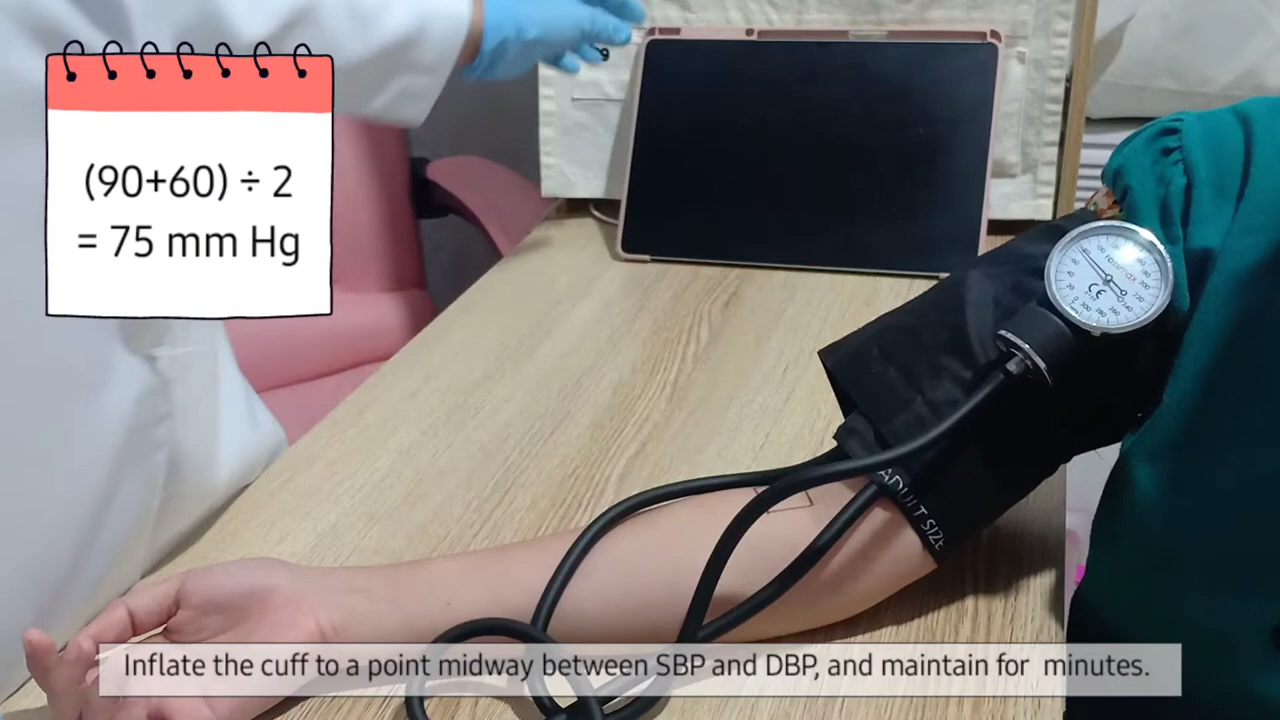 (90+60) ÷ 2
= 75 mm Hg
rossmax
CE
ADULT SIZE
Inflate the cuff to a point midway between SBP and DBP, and maintain for  minutes.